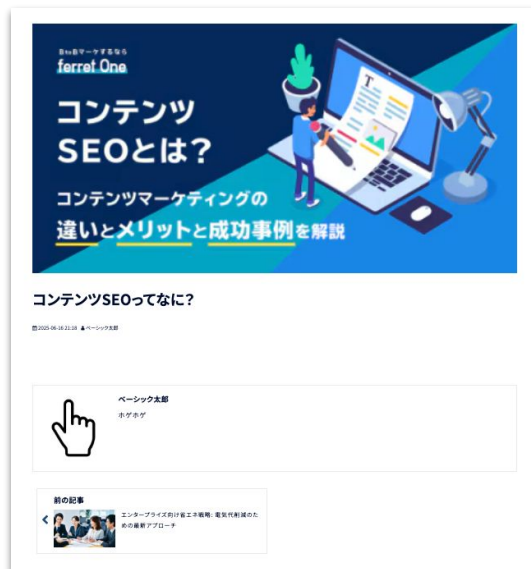 BtoBマーケするなら
ferret One
コンテンツ
SEOとは？
コンテンツマーケティングの
違いとメリットと成功事例を解説
コンテンツSEOってなに？
2025-06-16 21:18 ベーシック太郎
ベーシック太郎
ホゲホゲ
前の記事
エンタープライズ向け省エネ戦略: 電気代削減のた
めの最新アプローチ